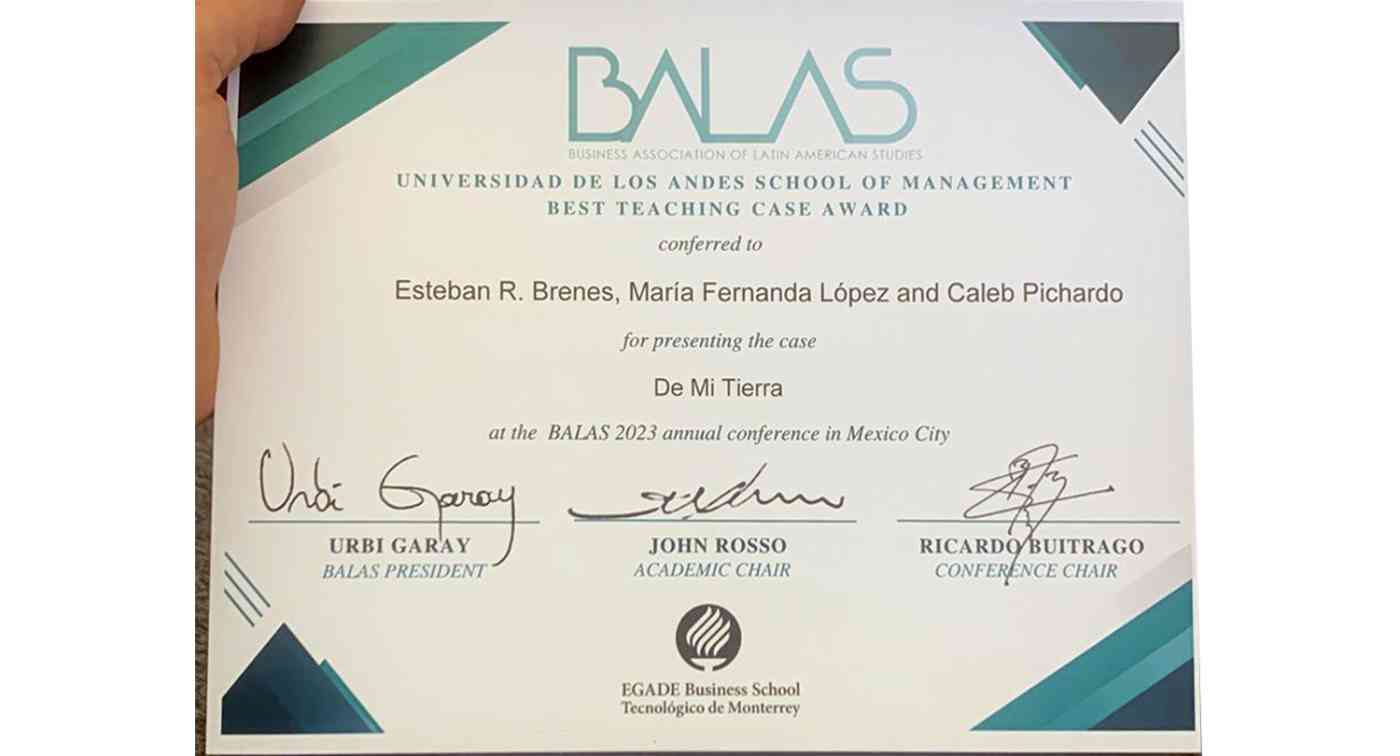 BALAS
BUSINESS ASSOCIATION OF LATIN AMERICAN STUDIES
UNIVERSIDAD DE LOS ANDES SCHOOL OF MANAGEMENT
BEST TEACHING CASE AWARD
conferred to
Esteban R. Brenes, María Fernanda López and Caleb Pichardo
for presenting the case
De Mi Tierra
at the BALAS 2023 annual conference in Mexico City
Urbi Garay
URBI GARAY
BALAS PRESIDENT
JOHN ROSSO
ACADEMIC CHAIR
RICARDO BUITRAGO
CONFERENCE CHAIR
EGADE Business School
Tecnológico de Monterrey